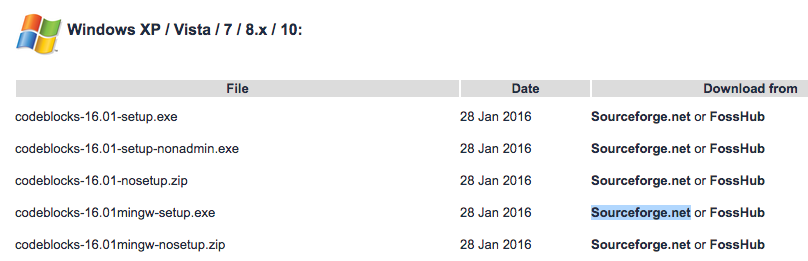 Windows XP / Vista / 7 / 8.x / 10:
File Date Download from
codeblocks-16.01-setup.exe 28 Jan 2016 Sourceforge.net or FossHub
codeblocks-16.01-setup-nonadmin.exe 28 Jan 2016 Sourceforge.net or FossHub
codeblocks-16.01-nosetup.zip 28 Jan 2016 Sourceforge.net or FossHub
codeblocks-16.01mingw-setup.exe 28 Jan 2016 Sourceforge.net or FossHub
codeblocks-16.01mingw-nosetup.zip 28 Jan 2016 Sourceforge.net or FossHub